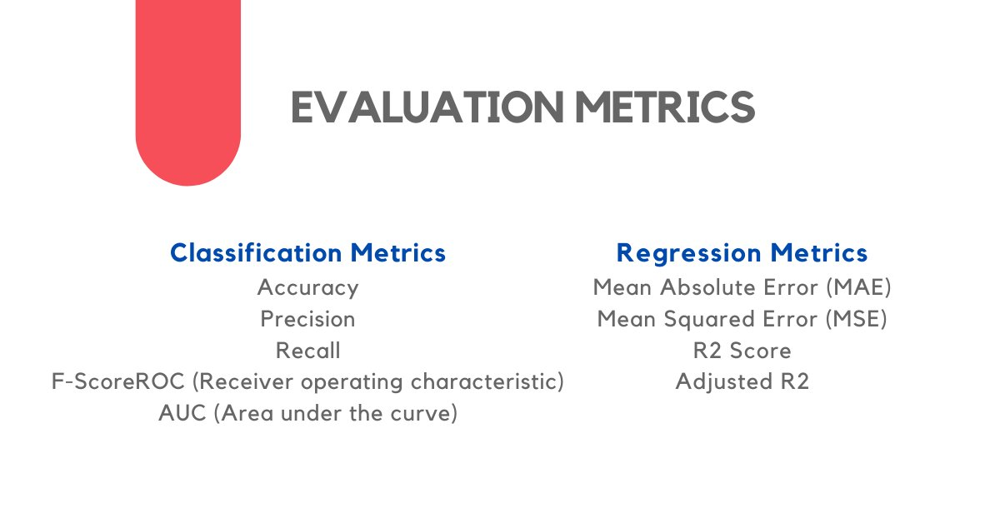 EVALUATION METRICS
Classification Metrics
Accuracy
Precision
Recall
F-ScoreROC (Receiver operating characteristic)
AUC (Area under the curve)
Regression Metrics
Mean Absolute Error (MAE)
Mean Squared Error (MSE)
R2 Score
Adjusted R2